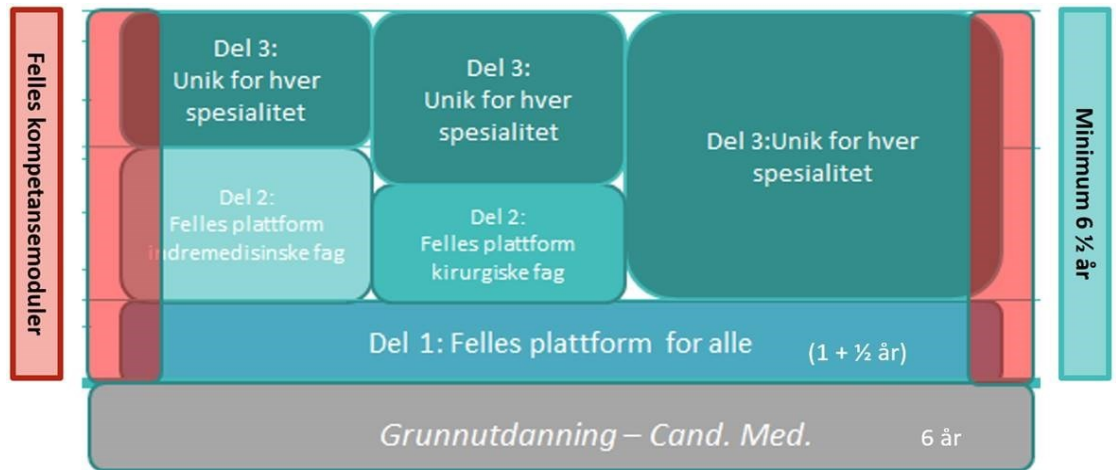 Felles kompetansemoduler
Del 3:
Unik for hver
spesialitet
Del 3:
Unik for hver
spesialitet
Del 3:Unik for hver
spesialitet
Del 2:
Felles plattform
indremedisinske fag
Del 2:
Felles plattform
kirurgiske fag
Del 1: Felles plattform for alle
(1 + ½ år)
Grunnutdanning – Cand. Med.
6 år
Minimum 6 ½ år